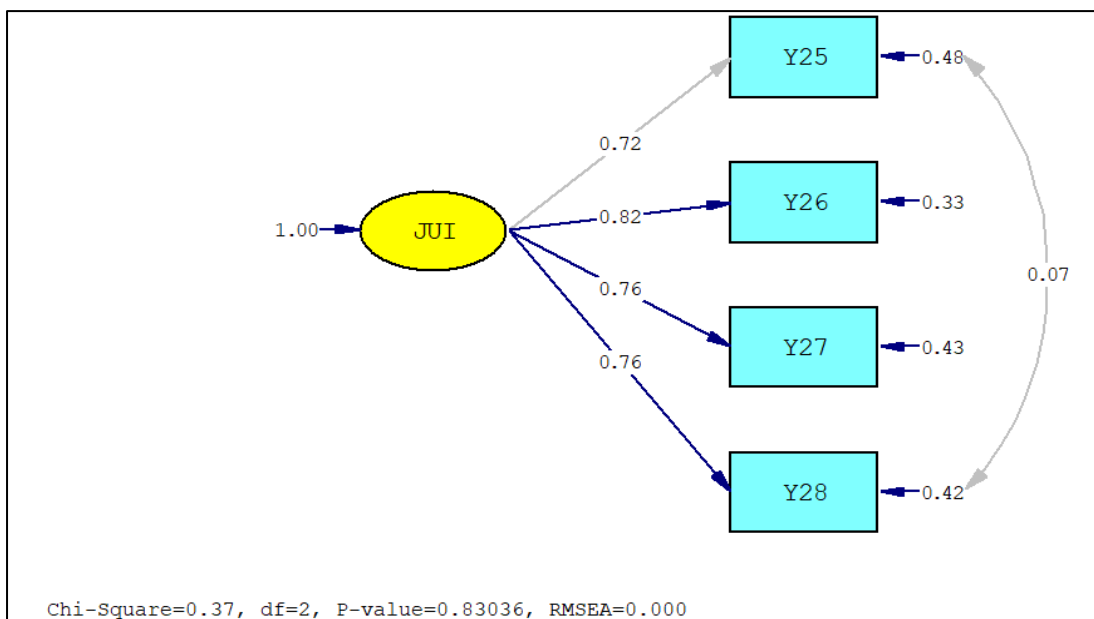 Y25
0.48
0.72
Y26
0.33
0.82
1.00
JUI
0.07
0.76
Y27
0.43
0.76
Y28
0.42
Chi-Square=0.37, df=2, P-value=0.83036, RMSEA=0.000